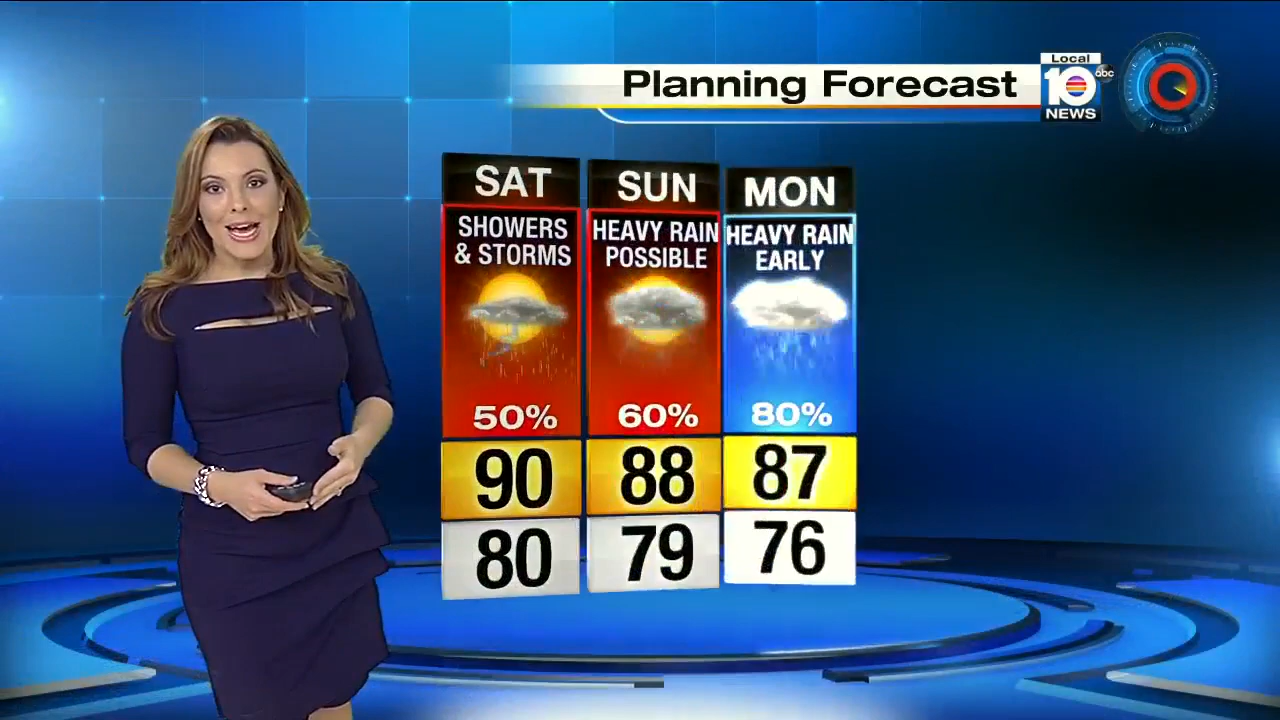 Planning Forecast
Local
10
abc
NEWS
SAT
SHOWERS
& STORMS
50%
90
80
SUN
HEAVY RAIN
POSSIBLE
60%
88
79
MON
HEAVY RAIN
EARLY
80%
87
76